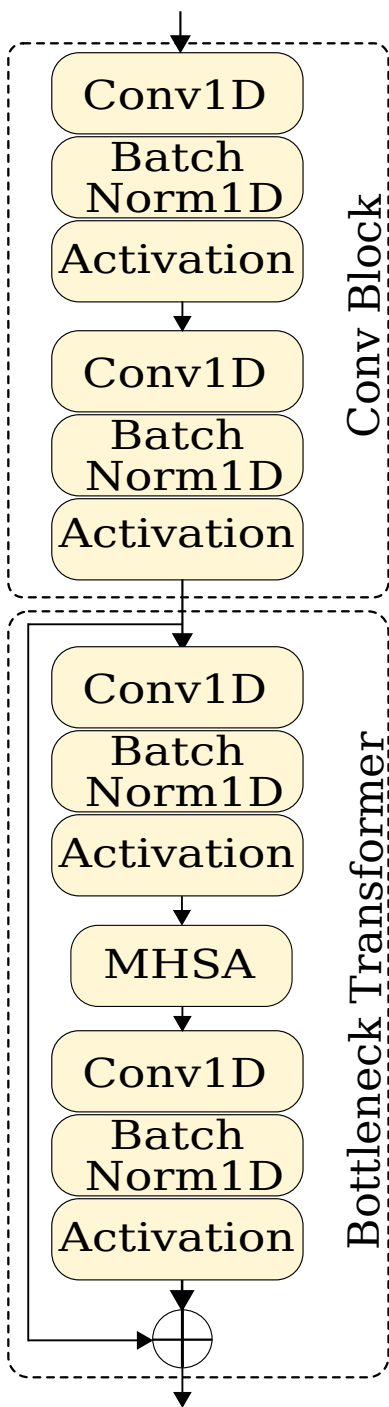 Conv1D
Batch
Norm1D
Activation
Conv1D
Batch
Norm1D
Activation
Conv Block
Conv1D
Batch
Norm1D
Activation
MHSA
Conv1D
Batch
Norm1D
Activation
Bottleneck Transformer